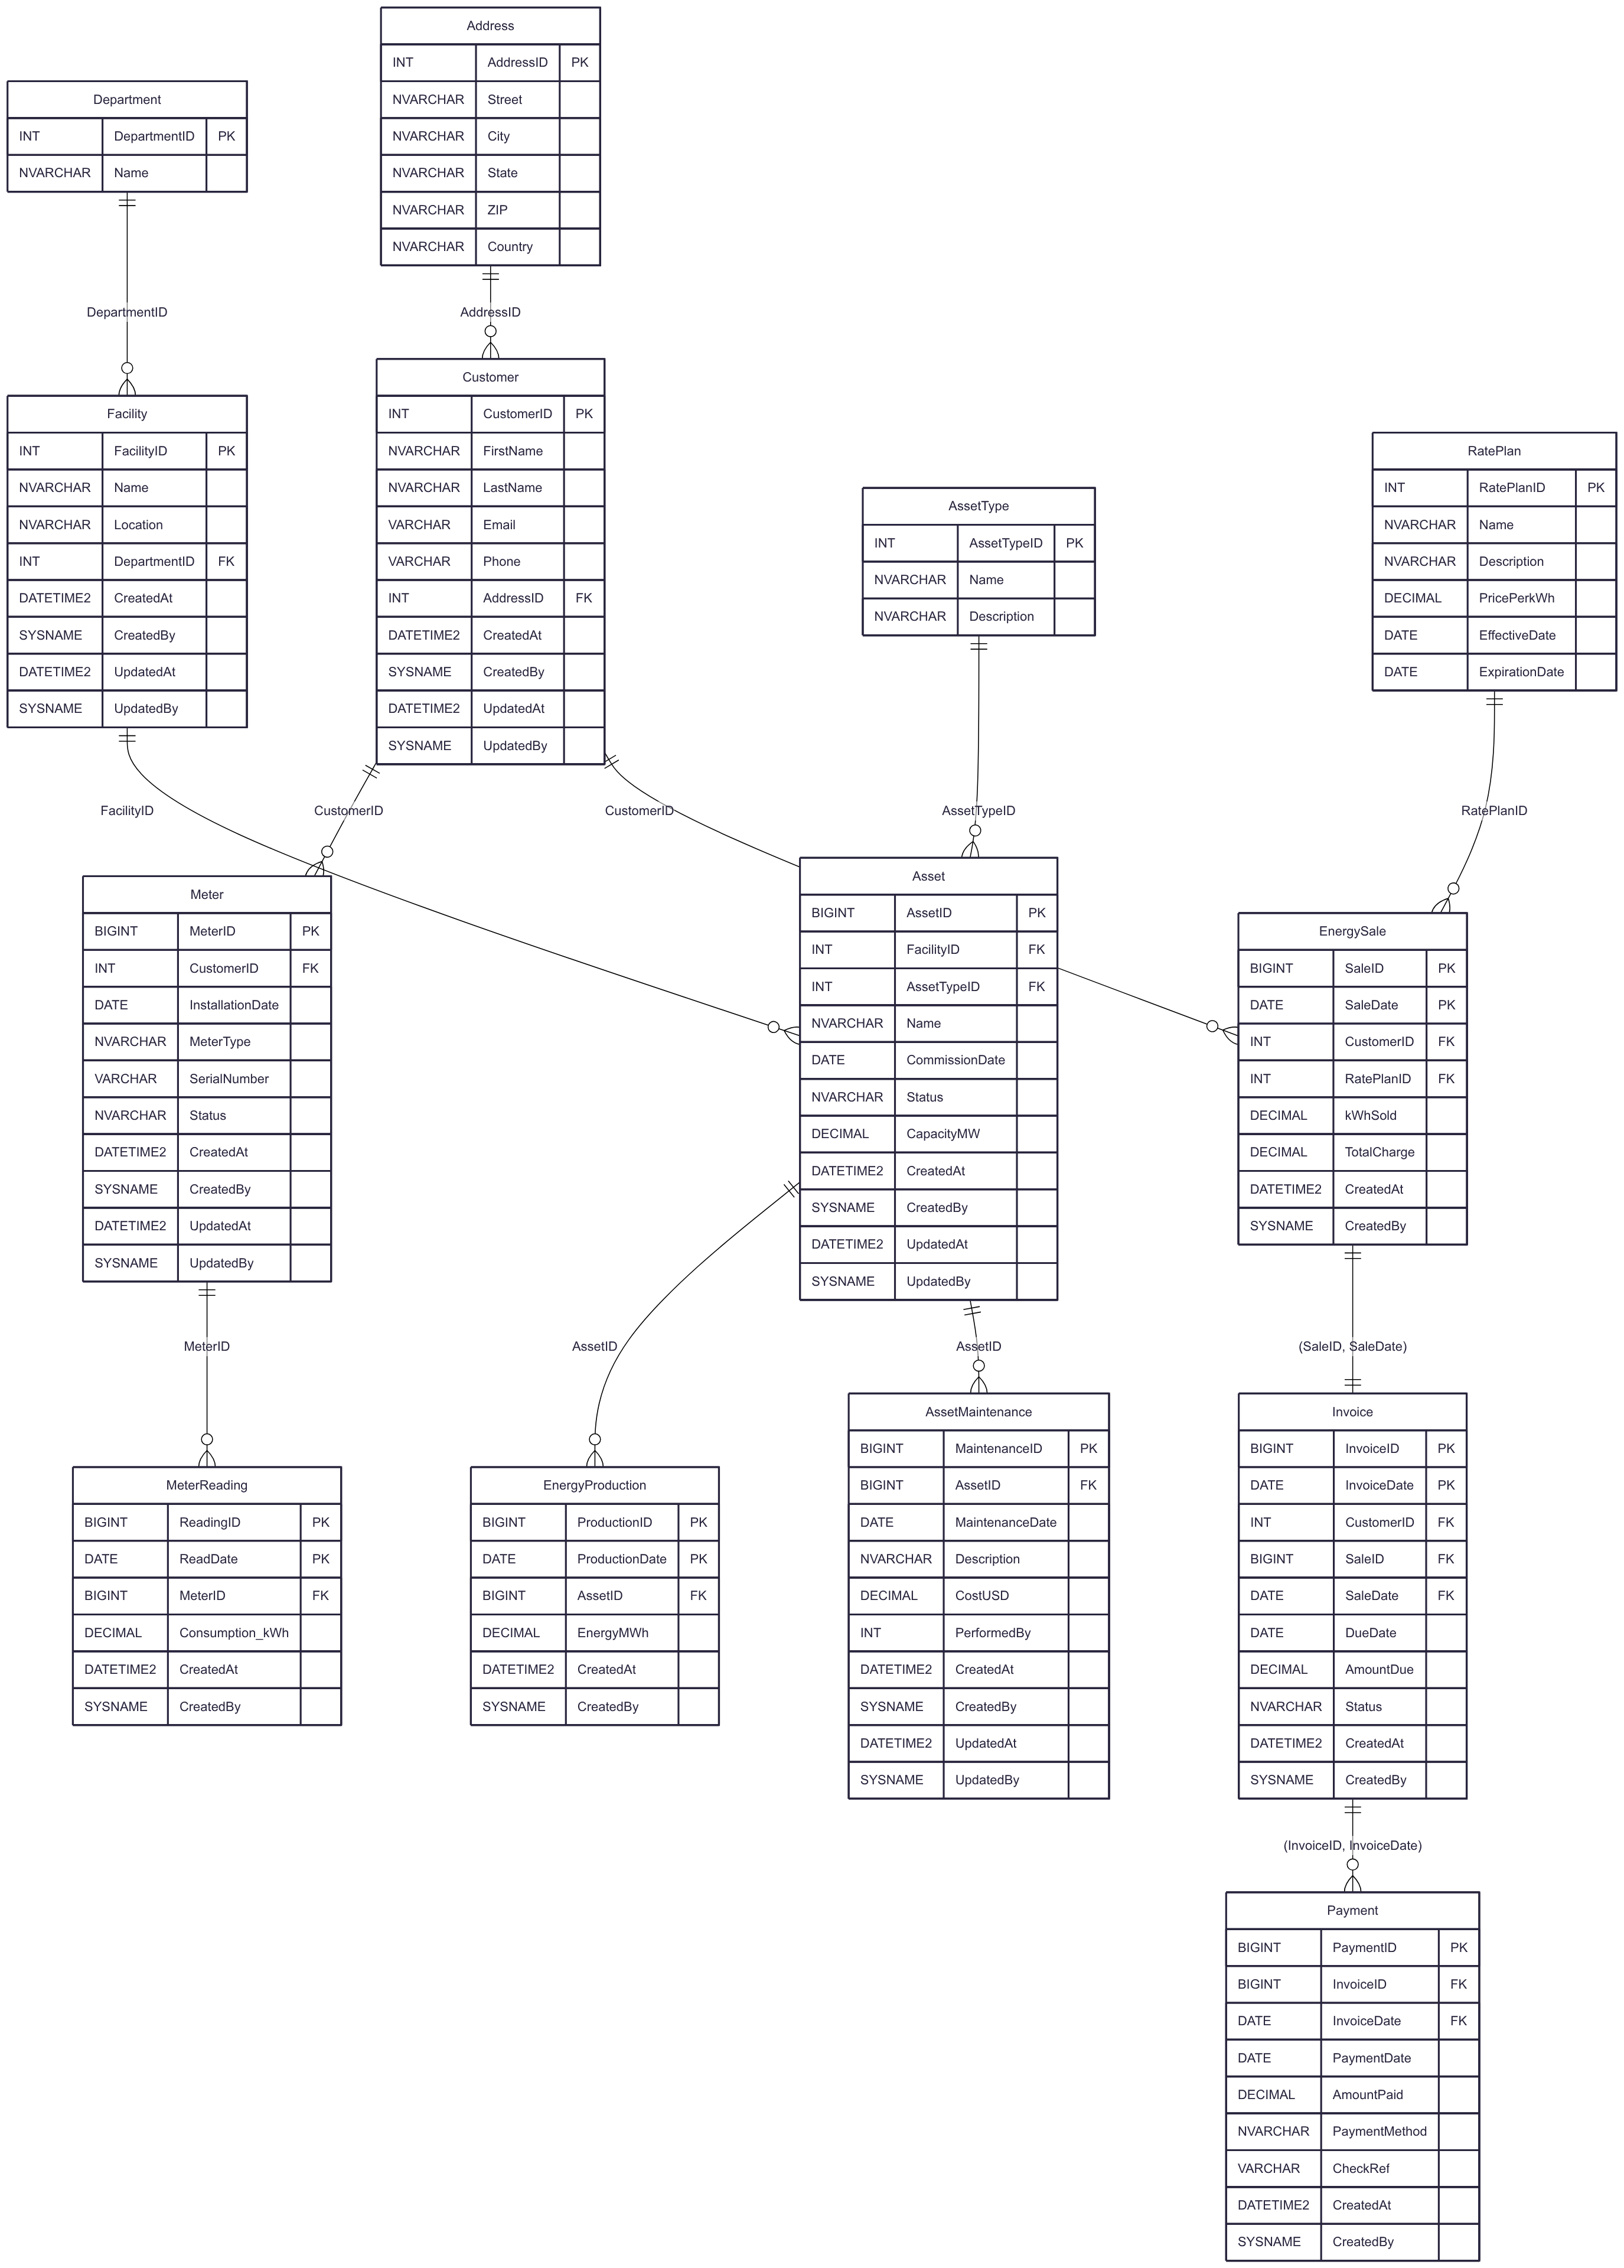 Address
INT AddressID PK
NVARCHAR Street
NVARCHAR City
NVARCHAR State
NVARCHAR ZIP
NVARCHAR Country
Department
INT DepartmentID PK
NVARCHAR Name
DepartmentID
AddressID
Facility
INT FacilityID PK
NVARCHAR Name
NVARCHAR Location
INT DepartmentID FK
DATETIME2 CreatedAt
SYSNAME CreatedBy
DATETIME2 UpdatedAt
SYSNAME UpdatedBy
Customer
INT CustomerID PK
NVARCHAR FirstName
NVARCHAR LastName
VARCHAR Email
VARCHAR Phone
INT AddressID FK
DATETIME2 CreatedAt
SYSNAME CreatedBy
DATETIME2 UpdatedAt
SYSNAME UpdatedBy
AssetType
INT AssetTypeID PK
NVARCHAR Name
NVARCHAR Description
RatePlan
INT RatePlanID PK
NVARCHAR Name
NVARCHAR Description
DECIMAL PricePerkWh
DATE EffectiveDate
DATE ExpirationDate
FacilityID
CustomerID
CustomerID
AssetTypeID
RatePlanID
Meter
BIGINT MeterID PK
INT CustomerID FK
DATE InstallationDate
NVARCHAR MeterType
VARCHAR SerialNumber
NVARCHAR Status
DATETIME2 CreatedAt
SYSNAME CreatedBy
DATETIME2 UpdatedAt
SYSNAME UpdatedBy
Asset
BIGINT AssetID PK
INT FacilityID FK
INT AssetTypeID FK
NVARCHAR Name
DATE CommissionDate
NVARCHAR Status
DECIMAL CapacityMW
DATETIME2 CreatedAt
SYSNAME CreatedBy
DATETIME2 UpdatedAt
SYSNAME UpdatedBy
EnergySale
BIGINT SaleID PK
DATE SaleDate PK
INT CustomerID FK
INT RatePlanID FK
DECIMAL kWhSold
DECIMAL TotalCharge
DATETIME2 CreatedAt
SYSNAME CreatedBy
MeterID
AssetID
AssetID
(SaleID, SaleDate)
MeterReading
BIGINT ReadingID PK
DATE ReadDate PK
BIGINT MeterID FK
DECIMAL Consumption_kWh
DATETIME2 CreatedAt
SYSNAME CreatedBy
EnergyProduction
BIGINT ProductionID PK
DATE ProductionDate PK
BIGINT AssetID FK
DECIMAL EnergyMWh
DATETIME2 CreatedAt
SYSNAME CreatedBy
AssetMaintenance
BIGINT MaintenanceID PK
BIGINT AssetID FK
DATE MaintenanceDate
NVARCHAR Description
DECIMAL CostUSD
INT PerformedBy
DATETIME2 CreatedAt
SYSNAME CreatedBy
DATETIME2 UpdatedAt
SYSNAME UpdatedBy
Invoice
BIGINT InvoiceID PK
DATE InvoiceDate PK
INT CustomerID FK
BIGINT SaleID FK
DATE SaleDate FK
DATE DueDate
DECIMAL AmountDue
NVARCHAR Status
DATETIME2 CreatedAt
SYSNAME CreatedBy
(InvoiceID, InvoiceDate)
Payment
BIGINT PaymentID PK
BIGINT InvoiceID FK
DATE InvoiceDate FK
DATE PaymentDate
DECIMAL AmountPaid
NVARCHAR PaymentMethod
VARCHAR CheckRef
DATETIME2 CreatedAt
SYSNAME CreatedBy